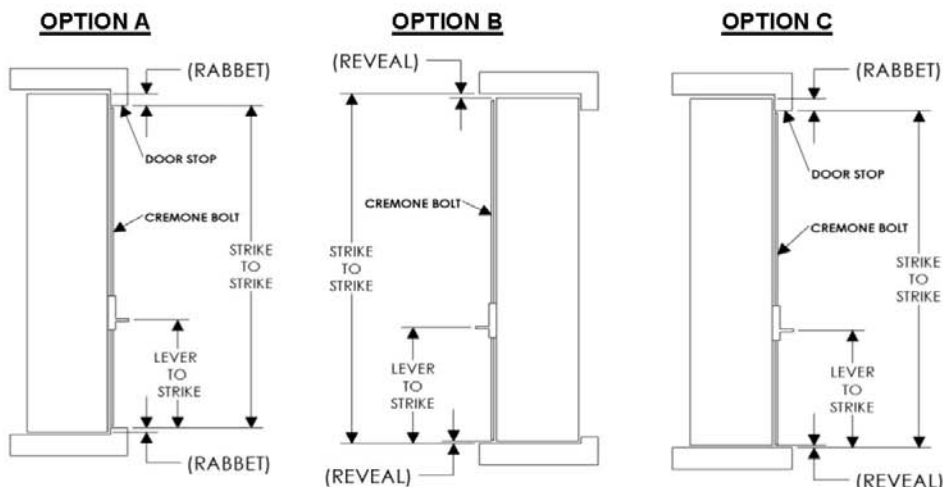 OPTION A
(RABBET)
DOOR STOP
CREMONE BOLT
STRIKE
TO
STRIKE
LEVER
TO
STRIKE
(RABBET)
OPTION B
(REVEAL)
CREMONE BOLT
STRIKE
TO
STRIKE
LEVER
TO
STRIKE
(REVEAL)
OPTION C
(RABBET)
DOOR STOP
CREMONE BOLT
STRIKE
TO
STRIKE
LEVER
TO
STRIKE
(REVEAL)